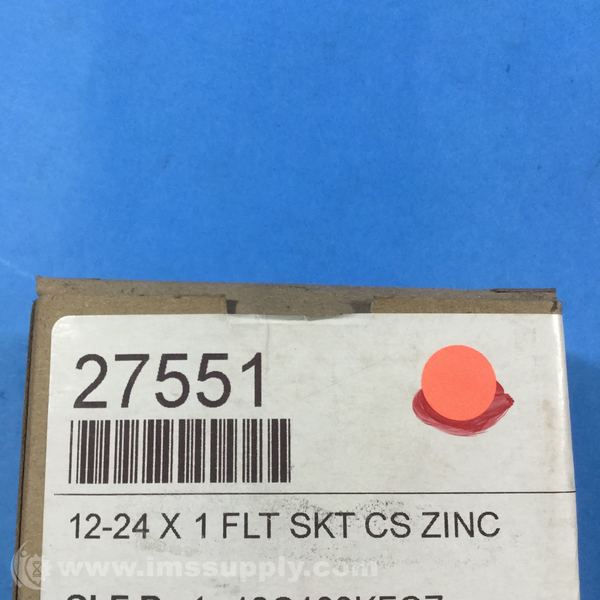 27551
12-24 X 1 FLT SKT CS ZINC
www.imssupply.com